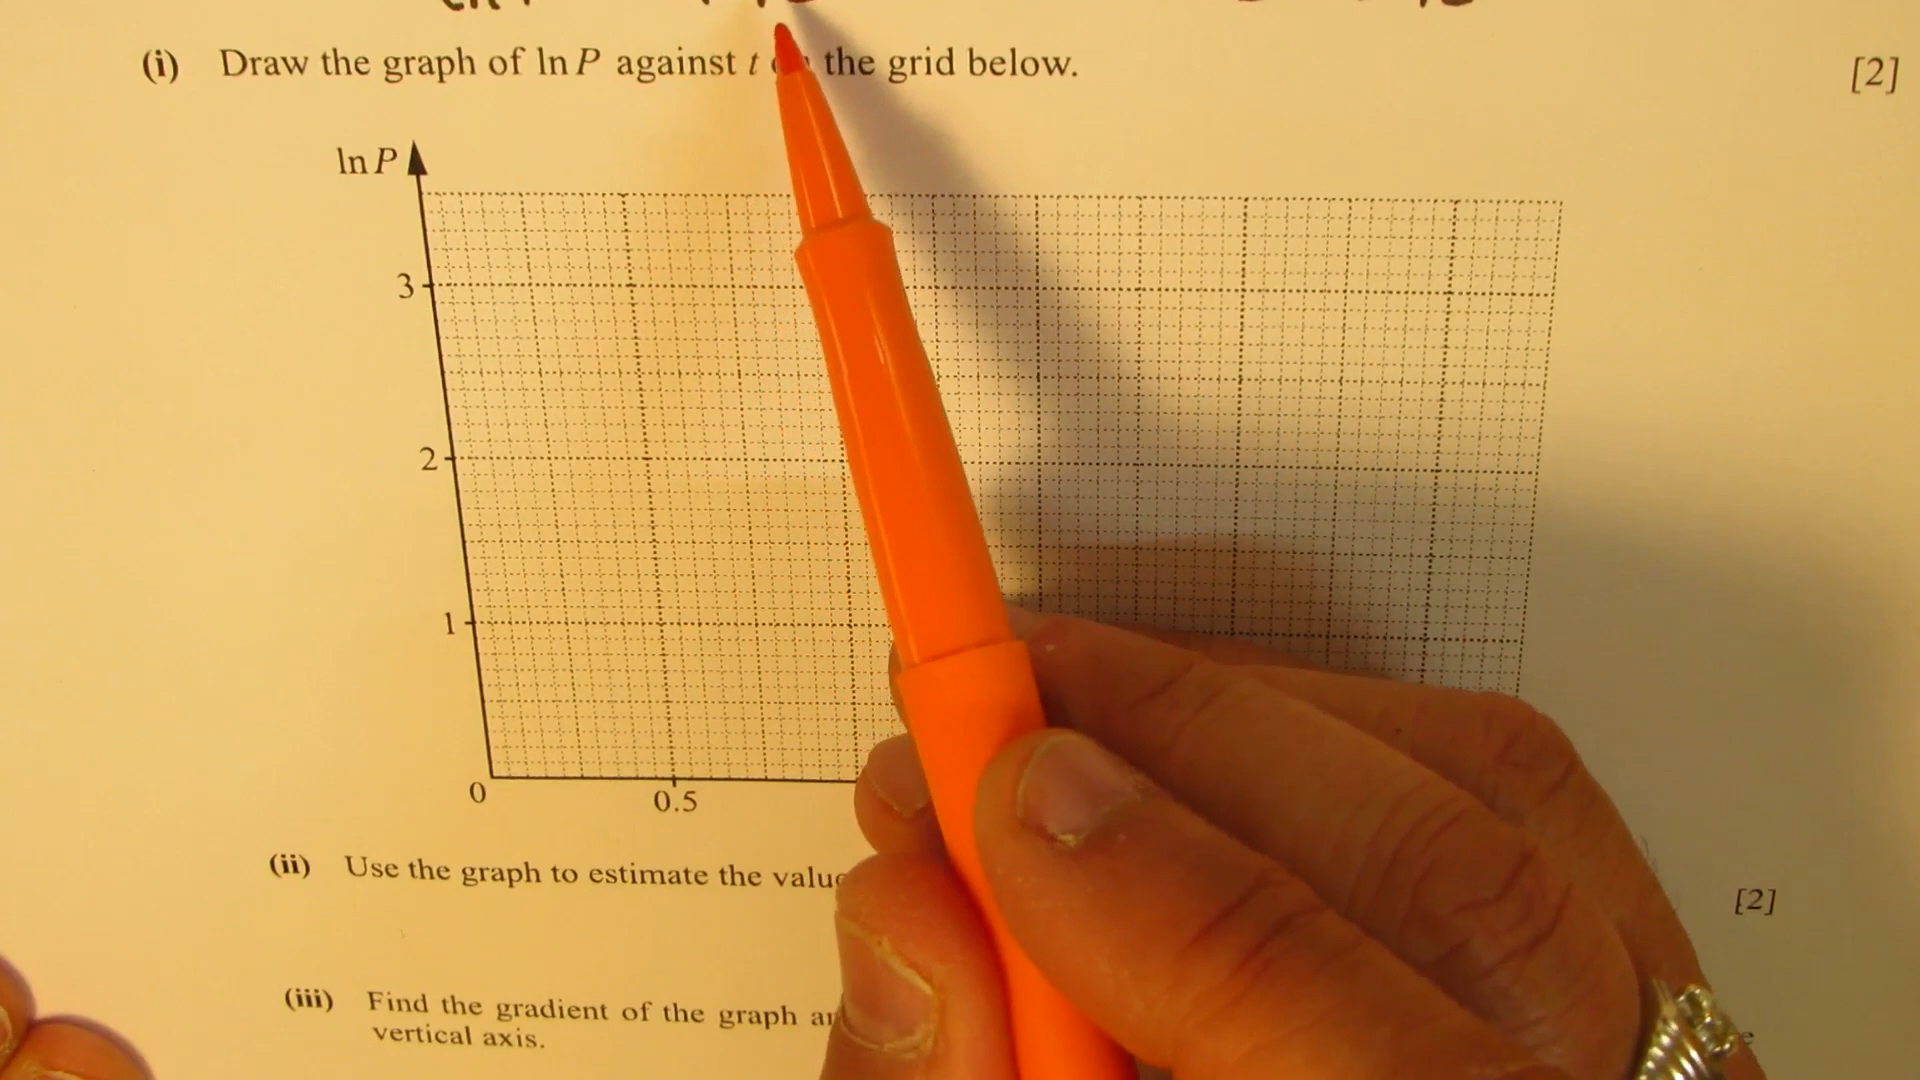 (i) Draw the graph of ln P against t the grid below. [2]
ln P
3
2
1
0 0.5
(ii) Use the graph to estimate the [2]
(iii) Find the gradient of the graph
vertical axis.